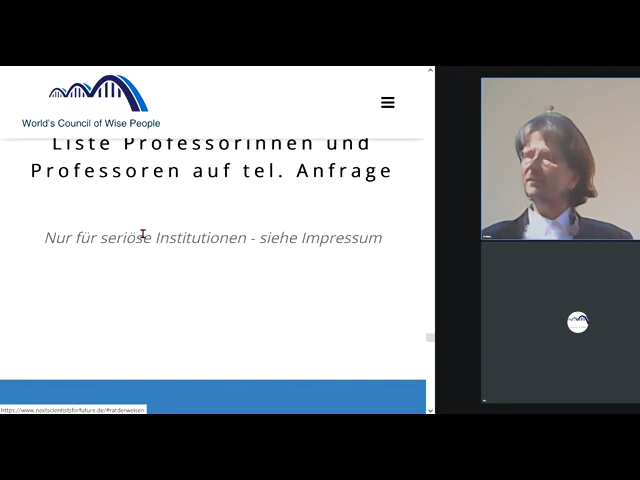 World's Council of Wise People
Liste Professorinnen und
Professoren auf tel. Anfrage
Nur für seriöse Institutionen - siehe Impressum
https://www.nextscientistsforfuture.de/#ratderweisen